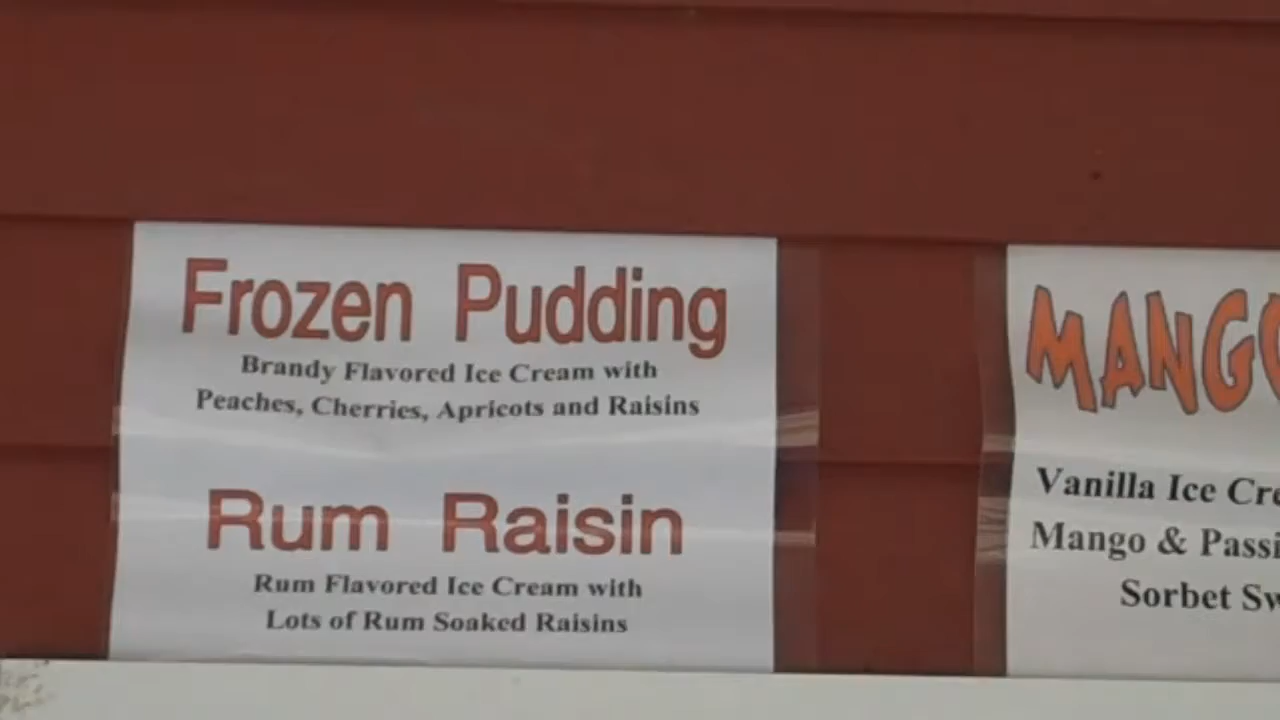 Frozen Pudding
Brandy Flavored Ice Cream with
Peaches, Cherries, Apricots and Raisins
Rum Raisin
Rum Flavored Ice Cream with
Lots of Rum Soaked Raisins
MANGO
Vanilla Ice
Mango &
Sorbet